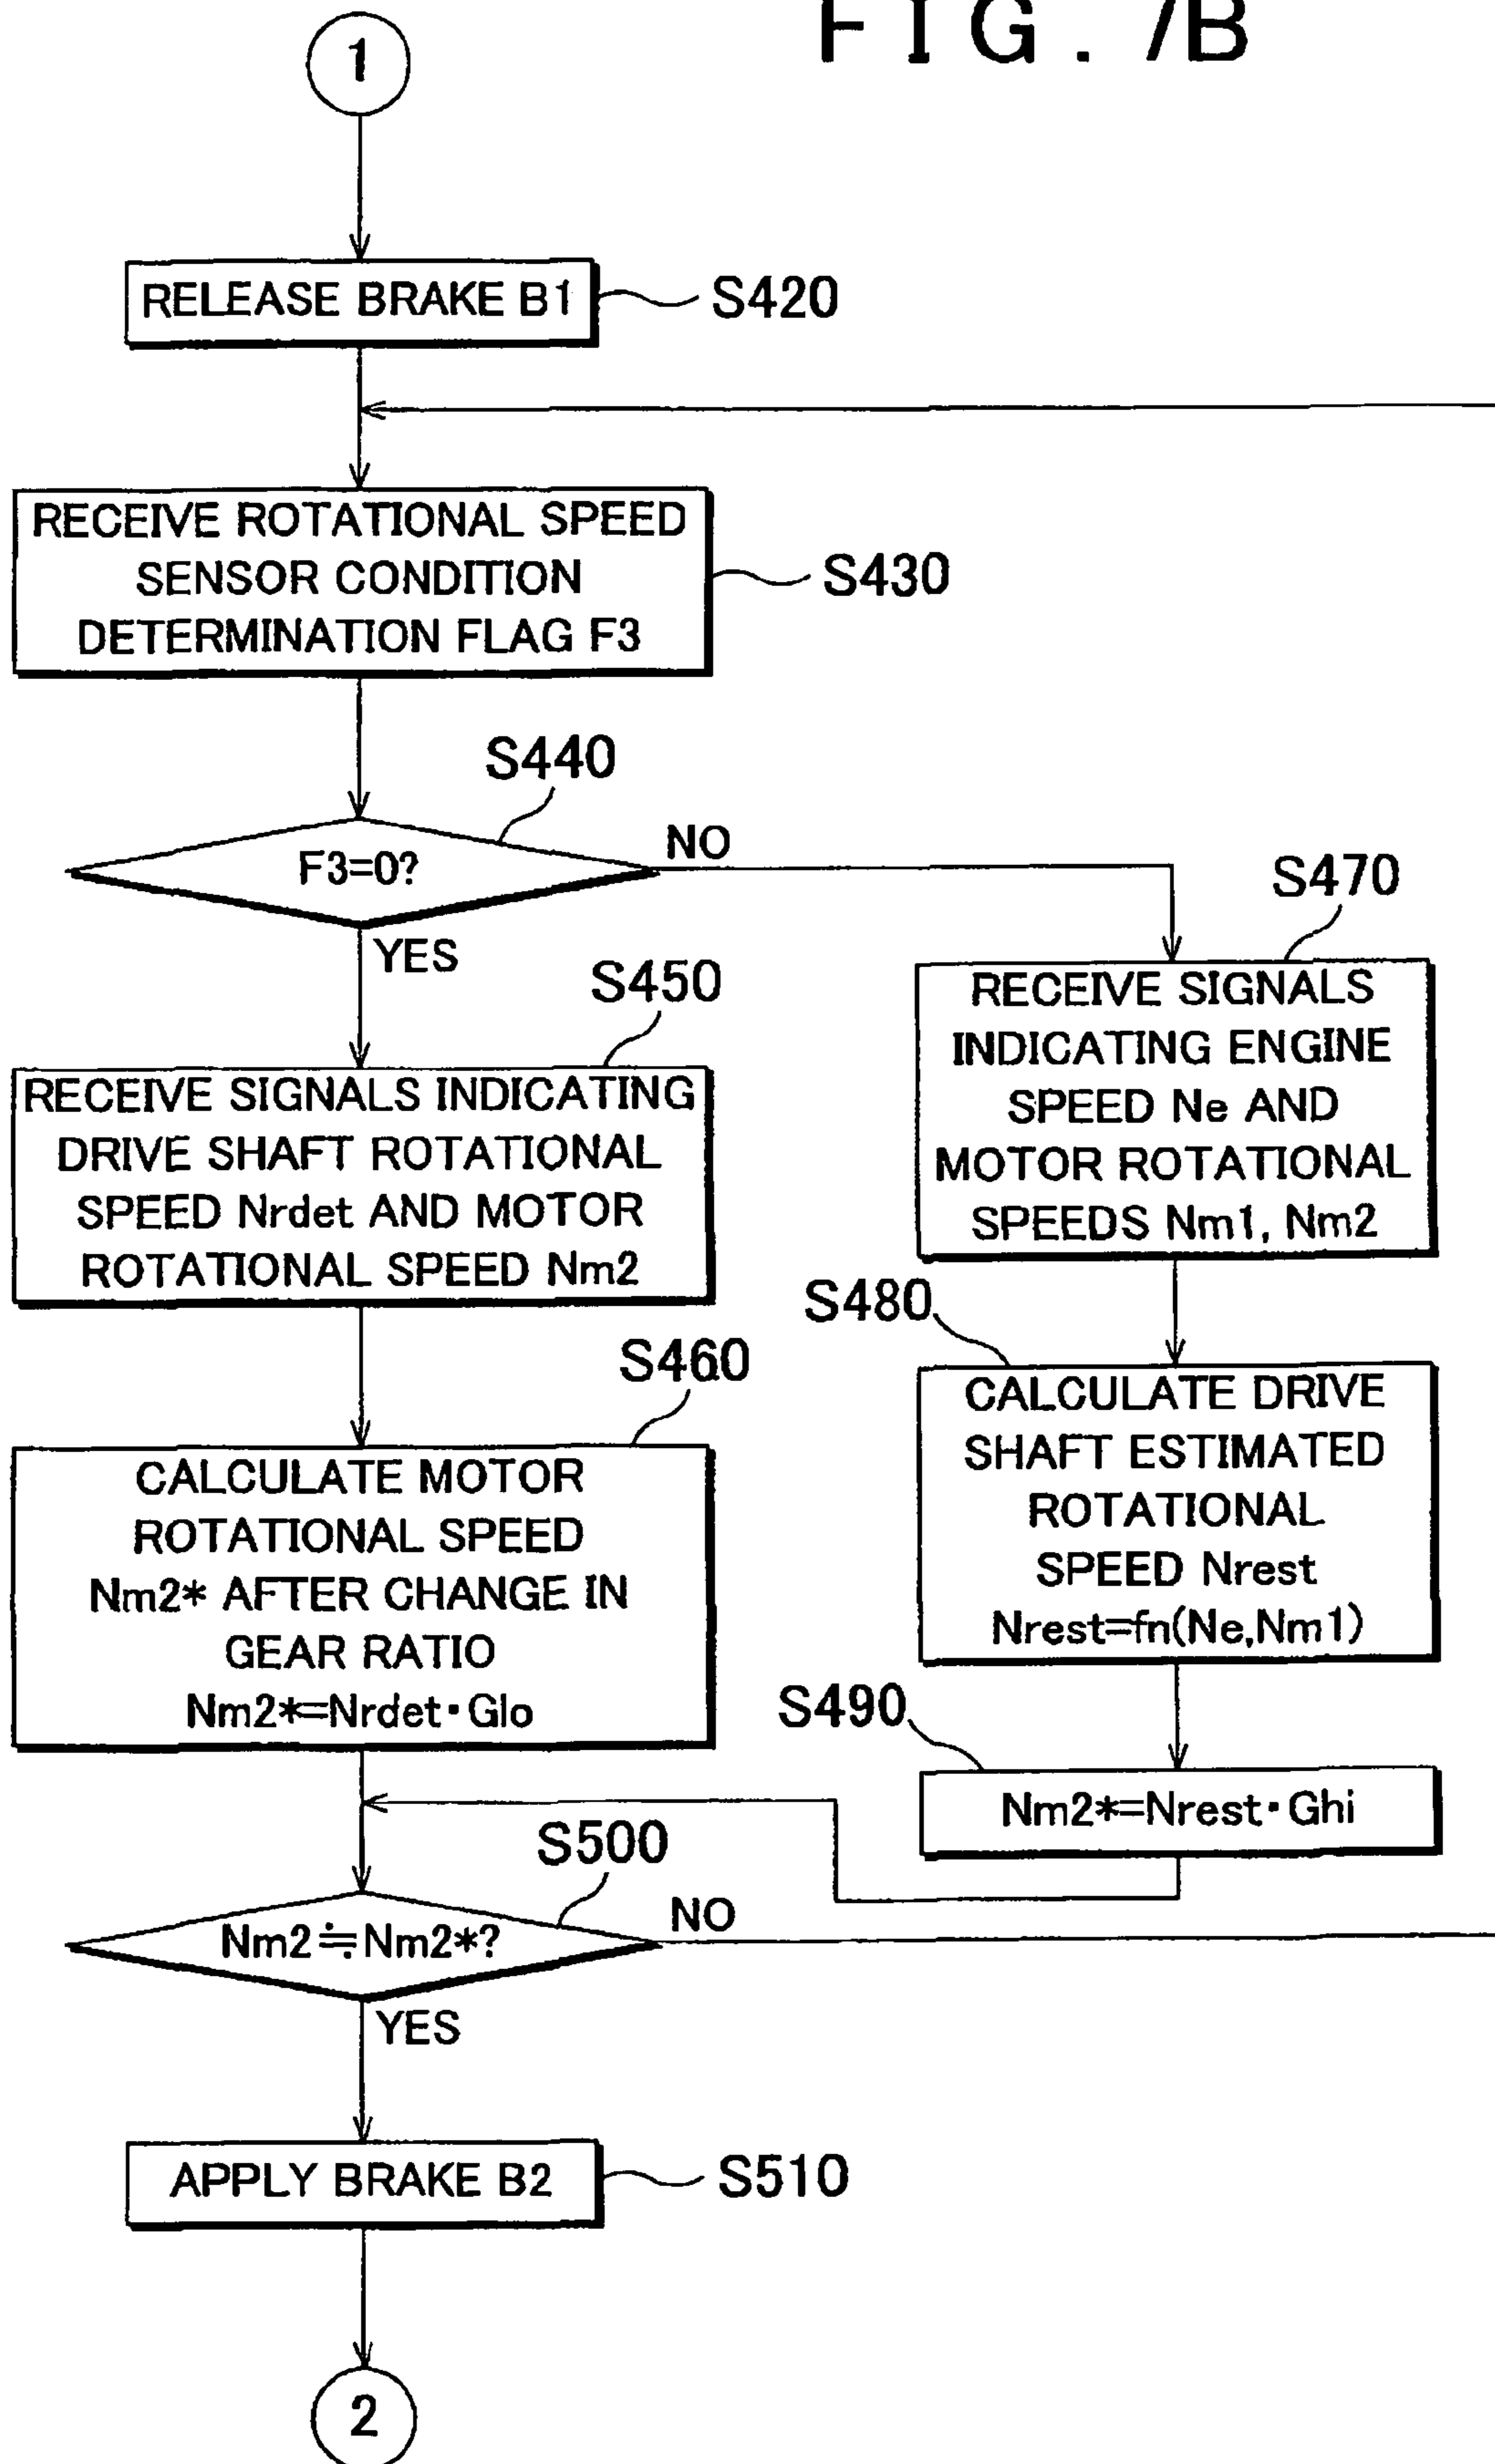 FIG. 7B
1
RELEASE BRAKE B1
S420
RECEIVE ROTATIONAL SPEED
SENSOR CONDITION
DETERMINATION FLAG F3
S430
S440
F3=0?
NO
YES
S450
RECEIVE SIGNALS INDICATING
DRIVE SHAFT ROTATIONAL
SPEED Nrdet AND MOTOR
ROTATIONAL SPEED Nm2
S470
RECEIVE SIGNALS
INDICATING ENGINE
SPEED Ne AND
MOTOR ROTATIONAL
SPEEDS Nm1, Nm2
S460
CALCULATE MOTOR
ROTATIONAL SPEED
Nm2* AFTER CHANGE IN
GEAR RATIO
Nm2*=Nrdet・Glo
S480
CALCULATE DRIVE
SHAFT ESTIMATED
ROTATIONAL
SPEED Nrest
Nrest=fn(Ne,Nm1)
S490
Nm2*=Nrest・Ghi
S500
Nm2≒Nm2*?
NO
YES
APPLY BRAKE B2
S510
2